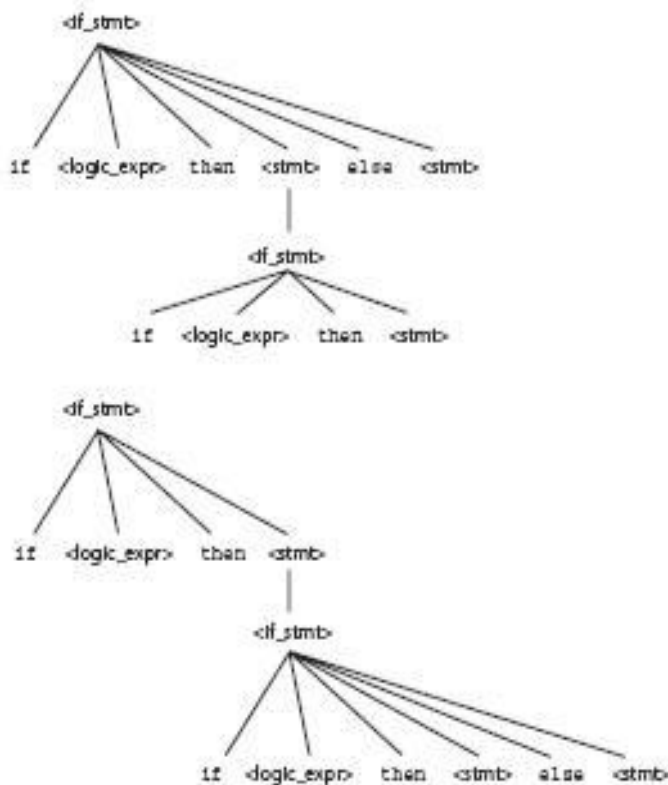 <if_stmt>
if <logic_expr> then <stmt> else <stmt>
<if_stmt>
if <logic_expr> then <stmt>
<if_stmt>
if <logic_expr> then <stmt>
<if_stmt>
if <logic_expr> then <stmt> else <stmt>